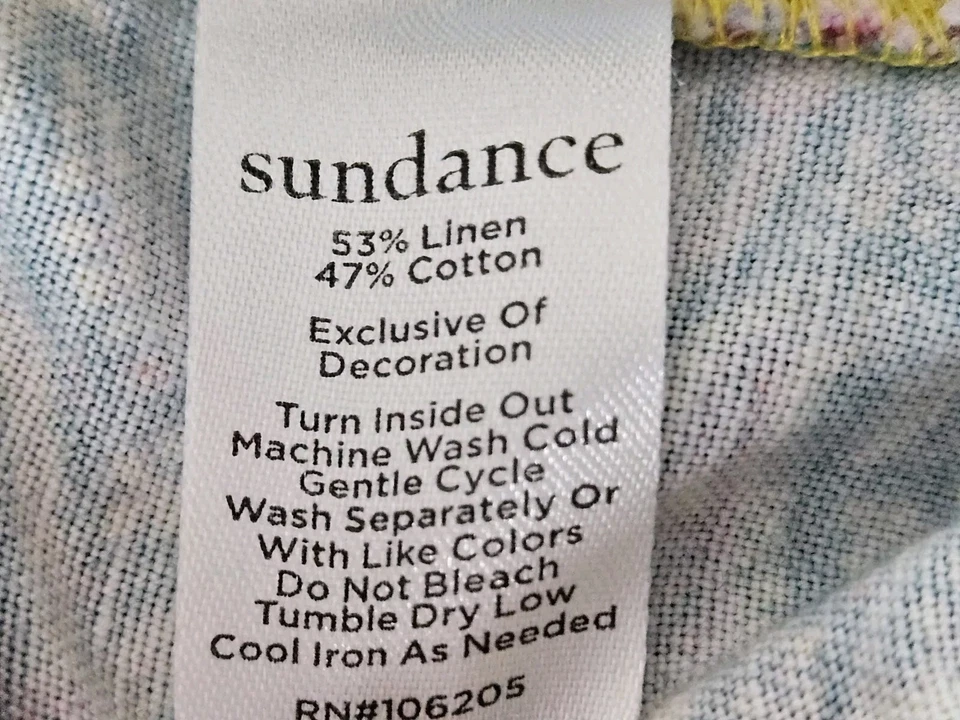 sundance
53% Linen
47% Cotton
Exclusive Of
Decoration
Turn Inside Out
Machine Wash Cold
Gentle Cycle
Wash Separately Or
With Like Colors
Do Not Bleach
Tumble Dry Low
Cool Iron As Needed
RN#106205